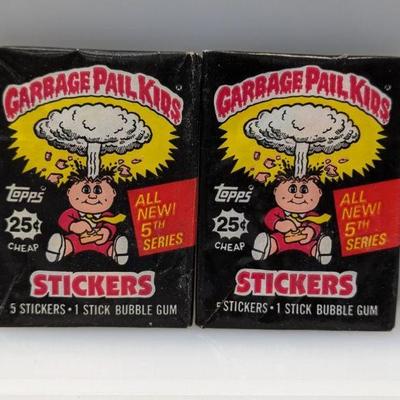 GARBAGE PAIL KIDS
topps
25¢
CHEAP
ALL
NEW!
5TH
SERIES
STICKERS
5 STICKERS • 1 STICK BUBBLE GUM
GARBAGE PAIL KIDS
topps
25¢
CHEAP
ALL
NEW!
5TH
SERIES
STICKERS
5 STICKERS • 1 STICK BUBBLE GUM